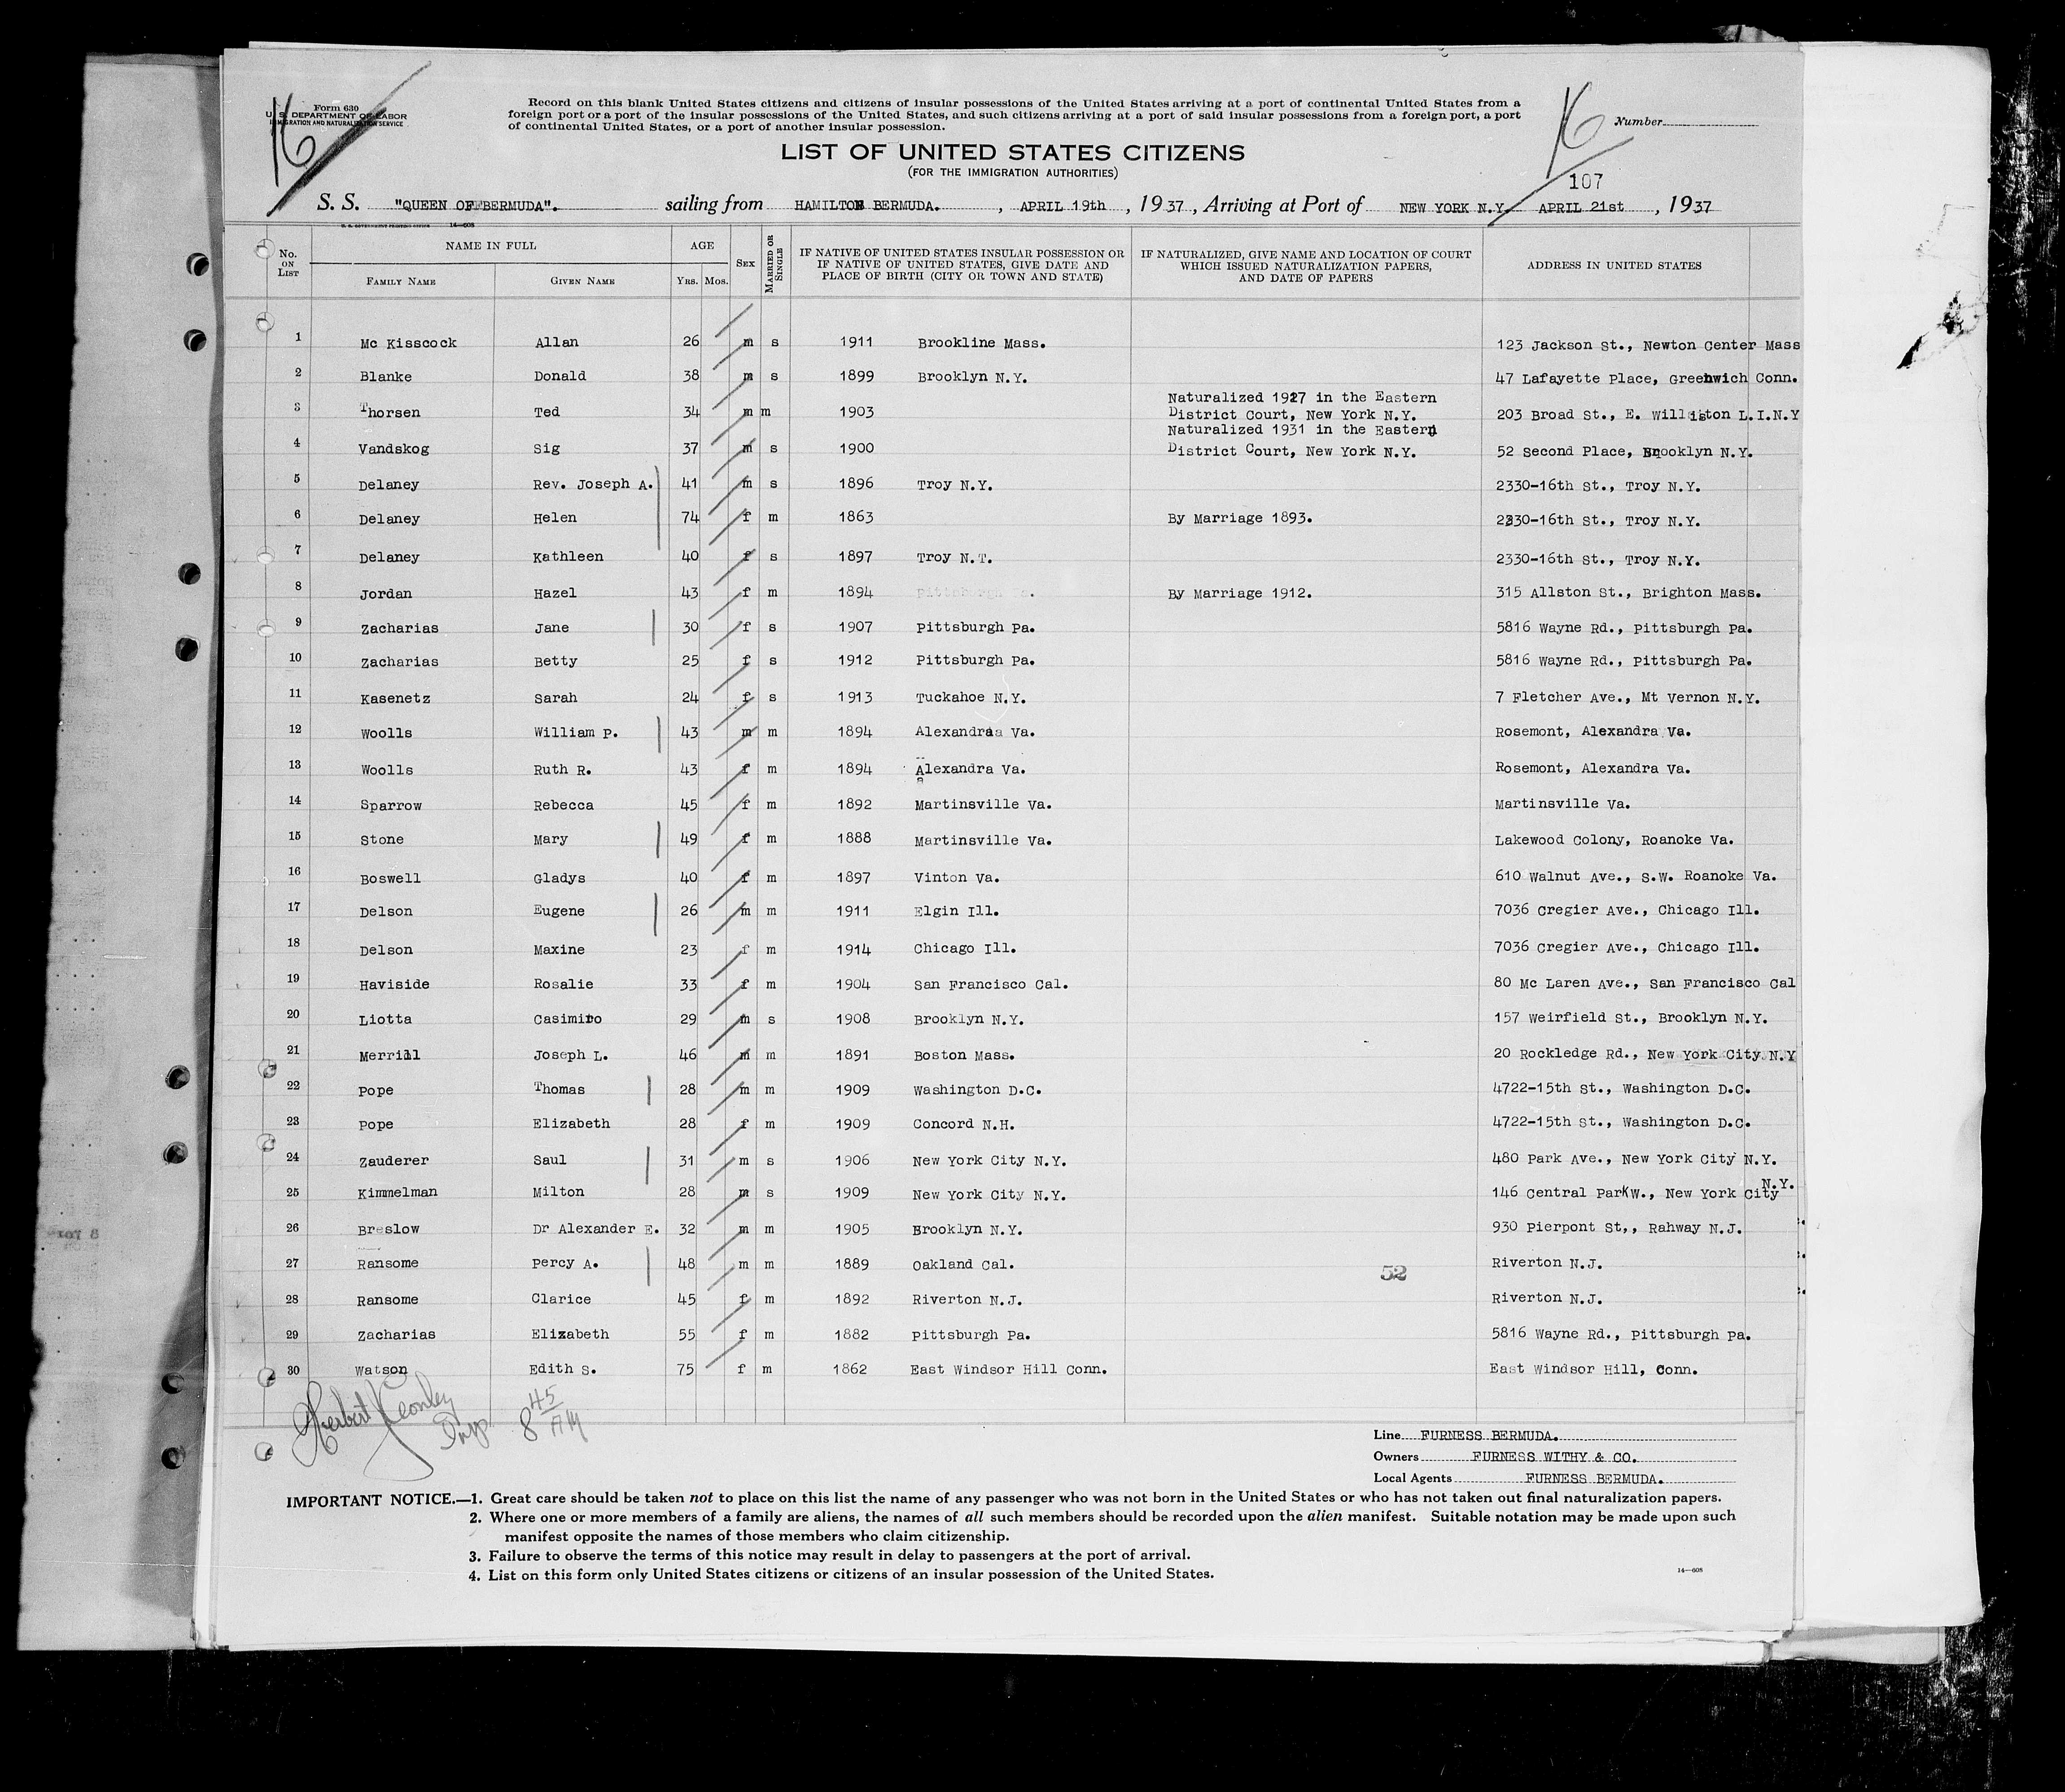 16
Form 630
U. S. DEPARTMENT OF LABOR
IMMIGRATION AND NATURALIZATION SERVICE
Record on this blank United States citizens and citizens of insular possessions of the United States arriving at a port of continental United States from a
foreign port or a port of the insular possessions of the United States, and such citizens arriving at a port of said insular possessions from a foreign port, a port
of continental United States, or a port of another insular possession.
16
Number
LIST OF UNITED STATES CITIZENS
(FOR THE IMMIGRATION AUTHORITIES)
107
S. S. "QUEEN OF BERMUDA". sailing from HAMILTON BERMUDA. , APRIL 19th , 1937 , Arriving at Port of NEW YORK N.Y. APRIL 21st , 1937
14—608
No. ON LIST
NAME IN FULL
FAMILY NAME GIVEN NAME
AGE
YRS. MOS.
SEX
MARRIED OR SINGLE
IF NATIVE OF UNITED STATES INSULAR POSSESSION OR
IF NATIVE OF UNITED STATES, GIVE DATE AND
PLACE OF BIRTH (CITY OR TOWN AND STATE)
IF NATURALIZED, GIVE NAME AND LOCATION OF COURT
WHICH ISSUED NATURALIZATION PAPERS,
AND DATE OF PAPERS
ADDRESS IN UNITED STATES
1 Mc Kisscock Allan 26 m s 1911 Brookline Mass. 123 Jackson St., Newton Center Mass
2 Blanke Donald 38 m s 1899 Brooklyn N.Y. 47 Lafayette Place, Greenwich Conn.
Naturalized 1927 in the Eastern
3 Thorsen Ted 34 m m 1903 District Court, New York N.Y. 203 Broad St., E. Williston L.I.N.Y
Naturalized 1931 in the Eastern
4 Vandskog Sig 37 m s 1900 District Court, New York N.Y. 52 Second Place, Brooklyn N.Y.
5 Delaney Rev. Joseph A. 41 m s 1896 Troy N.Y. 2330-16th St., Troy N.Y.
6 Delaney Helen 74 f m 1863 By Marriage 1893. 2330-16th St., Troy N.Y.
7 Delaney Kathleen 40 f s 1897 Troy N.T. 2330-16th St., Troy N.Y.
8 Jordan Hazel 43 f m 1894 By Marriage 1912. 315 Allston St., Brighton Mass.
9 Zacharias Jane 30 f s 1907 Pittsburgh Pa. 5816 Wayne Rd., Pittsburgh Pa.
10 Zacharias Betty 25 f s 1912 Pittsburgh Pa. 5816 Wayne Rd., Pittsburgh Pa.
11 Kasenetz Sarah 24 f s 1913 Tuckahoe N.Y. 7 Fletcher Ave., Mt Vernon N.Y.
12 Woolls William P. 43 m m 1894 Alexandraa Va. Rosemont, Alexandra Va.
13 Woolls Ruth R. 43 f m 1894 Alexandra Va. Rosemont, Alexandra Va.
14 Sparrow Rebecca 45 f m 1892 Martinsville Va. Martinsville Va.
15 Stone Mary 49 f m 1888 Martinsville Va. Lakewood Colony, Roanoke Va.
16 Boswell Gladys 40 f m 1897 Vinton Va. 610 Walnut Ave., S.W. Roanoke Va.
17 Delson Eugene 26 m m 1911 Elgin Ill. 7036 Cregier Ave., Chicago Ill.
18 Delson Maxine 23 f m 1914 Chicago Ill. 7036 Cregier Ave., Chicago Ill.
19 Haviside Rosalie 33 f m 1904 San Francisco Cal. 80 Mc Laren Ave., San Francisco Cal
20 Liotta Casimiro 29 m s 1908 Brooklyn N.Y. 157 Weirfield St., Brooklyn N.Y.
21 Merrill Joseph L. 46 m m 1891 Boston Mass. 20 Rockledge Rd., New York City N.Y
22 Pope Thomas 28 m m 1909 Washington D.C. 4722-15th St., Washington D.C.
23 Pope Elizabeth 28 f m 1909 Concord N.H. 4722-15th St., Washington D.C.
24 Zauderer Saul 31 m s 1906 New York City N.Y. 480 Park Ave., New York City N.Y.
25 Kimmelman Milton 28 m s 1909 New York City N.Y. 146 Central Park W., New York City N.Y.
26 Breslow Dr Alexander E. 32 m m 1905 Brooklyn N.Y. 930 Pierpont St,, Rahway N.J.
27 Ransome Percy A. 48 m m 1889 Oakland Cal. Riverton N.J.
52
28 Ransome Clarice 45 f m 1892 Riverton N.J. Riverton N.J.
29 Zacharias Elizabeth 55 f m 1882 Pittsburgh Pa. 5816 Wayne Rd., Pittsburgh Pa.
30 Watson Edith S. 75 f m 1862 East Windsor Hill Conn. East Windsor Hill, Conn.
Herbert Insp. 8 45 AM
Line FURNESS BERMUDA.
Owners FURNESS WITHY & CO.
Local Agents FURNESS BERMUDA.
IMPORTANT NOTICE.—1. Great care should be taken not to place on this list the name of any passenger who was not born in the United States or who has not taken out final naturalization papers.
2. Where one or more members of a family are aliens, the names of all such members should be recorded upon the alien manifest. Suitable notation may be made upon such
manifest opposite the names of those members who claim citizenship.
3. Failure to observe the terms of this notice may result in delay to passengers at the port of arrival.
4. List on this form only United States citizens or citizens of an insular possession of the United States.
14—608